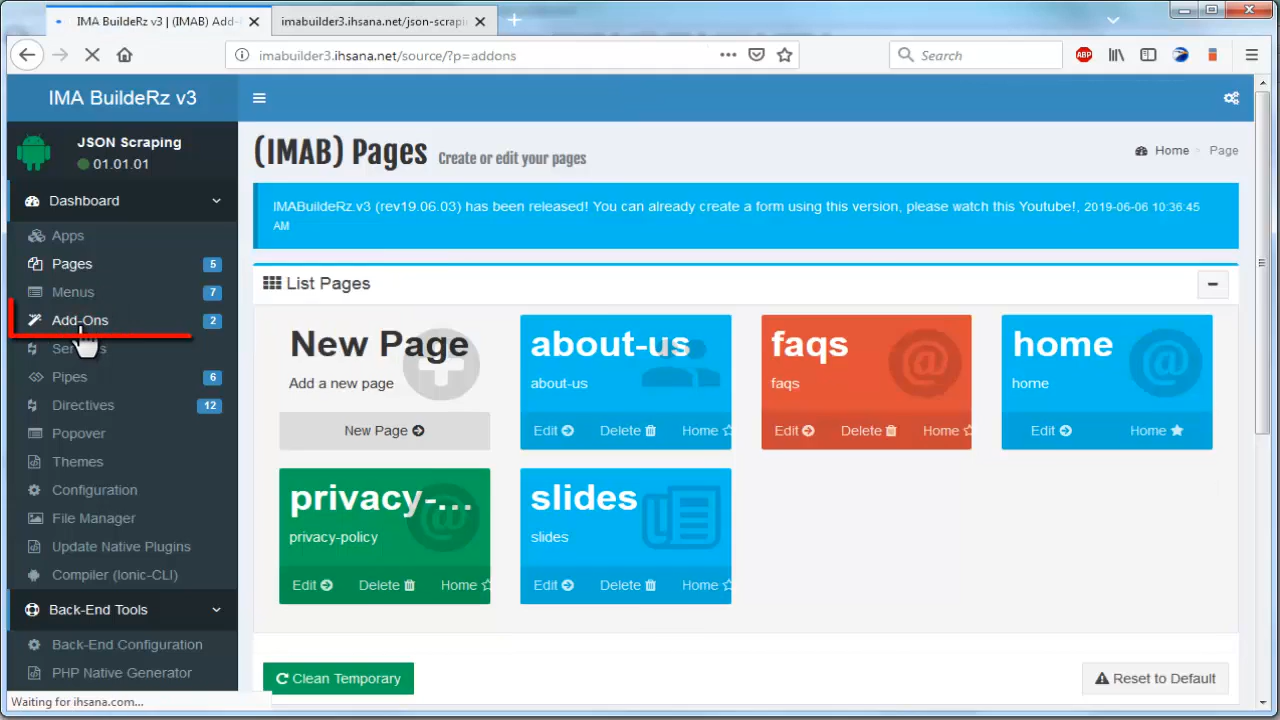 IMA BuildeRz v3 | (IMAB) Add-
imabuilder3.ihsana.net/json-scrapin
imabuilder3.ihsana.net/source/?p=addons
Search
ABP
IMA BuildeRz v3
JSON Scraping
01.01.01
Dashboard
Apps
Pages 5
Menus 7
Add-Ons 2
Pipes 6
Directives 12
Popover
Themes
Configuration
File Manager
Update Native Plugins
Compiler (Ionic-CLI)
Back-End Tools
Back-End Configuration
PHP Native Generator
(IMAB) Pages Create or edit your pages
Home Page
IMABuildeRz.v3 (rev19.06.03) has been released! You can already create a form using this version, please watch this Youtube!, 2019-06-06 10:36:45
AM
List Pages
New Page
Add a new page
New Page
about-us
about-us
Edit Delete Home
faqs
faqs
Edit Delete Home
home
home
Edit Home
privacy-...
privacy-policy
Edit Delete Home
slides
slides
Edit Delete Home
Clean Temporary
Reset to Default
Waiting for ihsana.com...